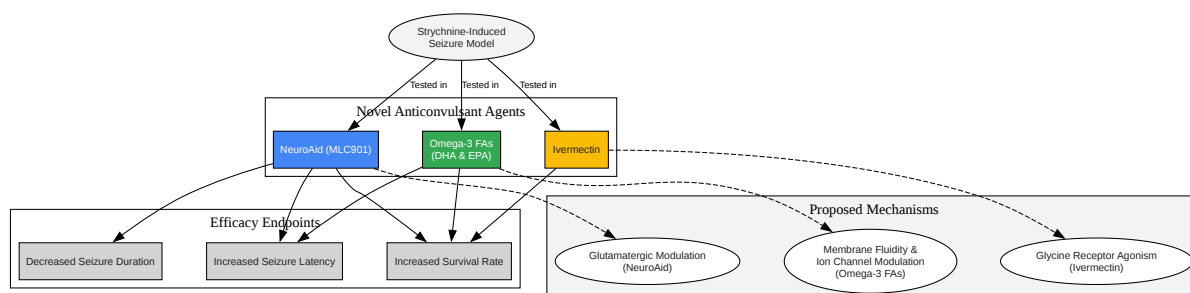 Strychnine-Induced
Seizure Model
Tested in
Tested in
Tested in
Novel Anticonvulsant Agents
NeuroAid (MLC901)
Omega-3 FAs
(DHA & EPA)
Ivermectin
Efficacy Endpoints
Decreased Seizure Duration
Increased Seizure Latency
Increased Survival Rate
Proposed Mechanisms
Glutamatergic Modulation
(NeuroAid)
Membrane Fluidity &
Ion Channel Modulation
(Omega-3 FAs)
Glycine Receptor Agonism
(Ivermectin)